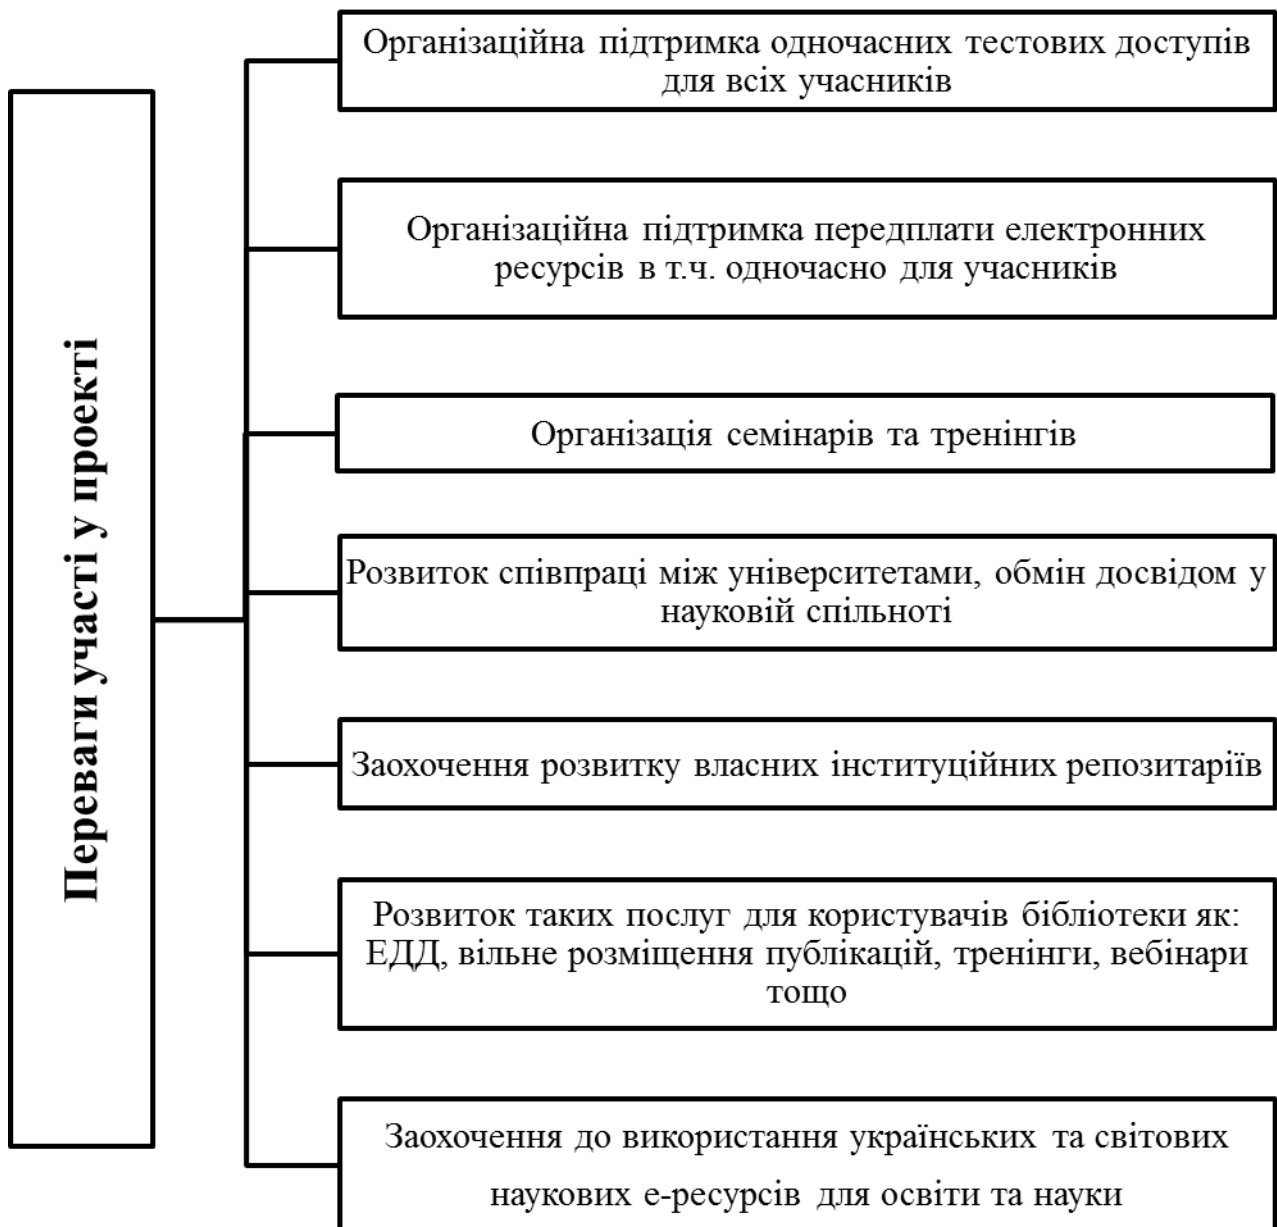 Переваги участі у проекті
Організаційна підтримка одночасних тестових доступів
для всіх учасників
Організаційна підтримка передплати електронних
ресурсів в т.ч. одночасно для учасників
Організація семінарів та тренінгів
Розвиток співпраці між університетами, обмін досвідом у
науковій спільноті
Заохочення розвитку власних інституційних репозитаріїв
Розвиток таких послуг для користувачів бібліотеки як:
ЕДД, вільне розміщення публікацій, тренінги, вебінари
тощо
Заохочення до використання українських та світових
наукових е-ресурсів для освіти та науки